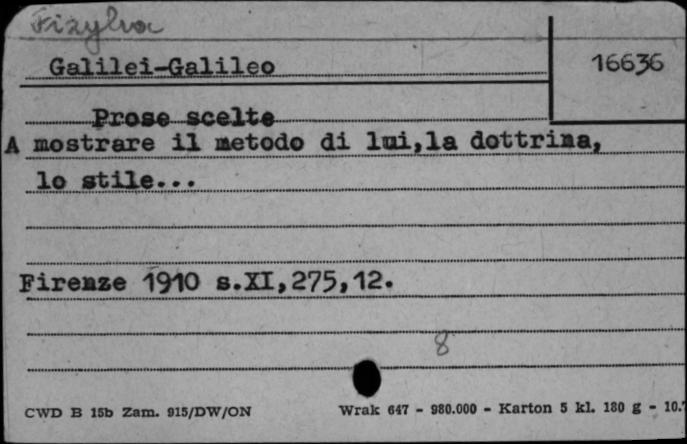 Fizyka
Galilei-Galileo
16636
Prose scelte
A mostrare il metodo di lui,la dottrina,
lo stile...
Firenze 1910 s.XI,275,12.
8
CWD B 15b Zam. 915/DW/ON
Wrak 647 - 980.000 - Karton 5 kl. 180 g - 10.